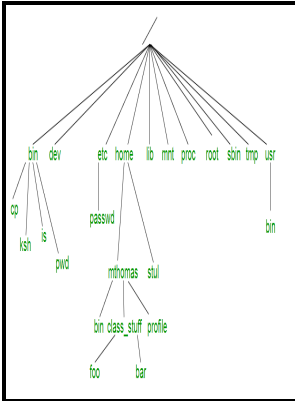 /
bin dev etc home lib mnt proc root sbin tmp usr
cp ksh ls pwd passwd bin
mthomas stul
bin class_stuff profile
foo bar